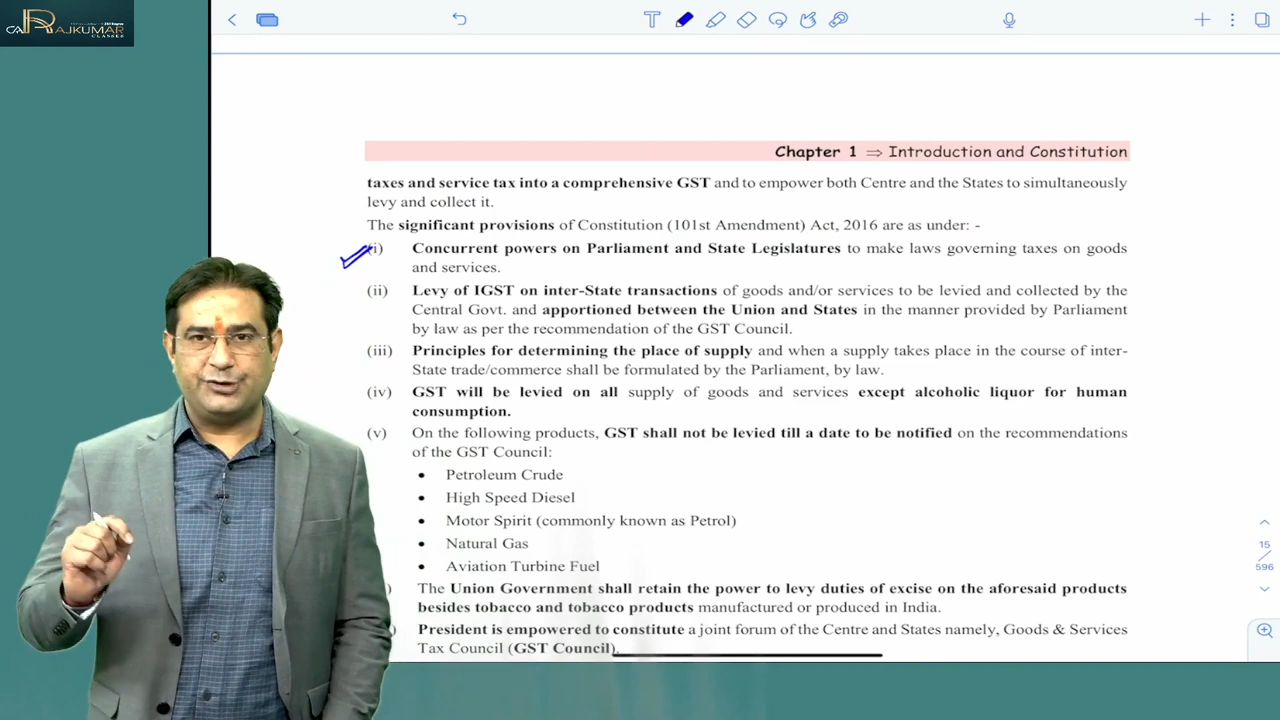 RAJKUMAR
CLASSES
Chapter 1 ⇒ Introduction and Constitution
taxes and service tax into a comprehensive GST and to empower both Centre and the States to simultaneously
levy and collect it.
The significant provisions of Constitution (101st Amendment) Act, 2016 are as under: -
(i) Concurrent powers on Parliament and State Legislatures to make laws governing taxes on goods
and services.
(ii) Levy of IGST on inter-State transactions of goods and/or services to be levied and collected by the
Central Govt. and apportioned between the Union and States in the manner provided by Parliament
by law as per the recommendation of the GST Council.
(iii) Principles for determining the place of supply and when a supply takes place in the course of inter-
State trade/commerce shall be formulated by the Parliament, by law.
(iv) GST will be levied on all supply of goods and services except alcoholic liquor for human
consumption.
(v) On the following products, GST shall not be levied till a date to be notified on the recommendations
of the GST Council:
• Petroleum Crude
• High Speed Diesel
• Motor Spirit (commonly known as Petrol)
• Natural Gas
• Aviation Turbine Fuel
The Union Government shall retain the power to levy duties of excise on the aforesaid products
besides tobacco and tobacco products manufactured or produced in India.
President is empowered to constitute a joint forum of the Centre and States namely, Goods & Services
Tax Council (GST Council).
15
596